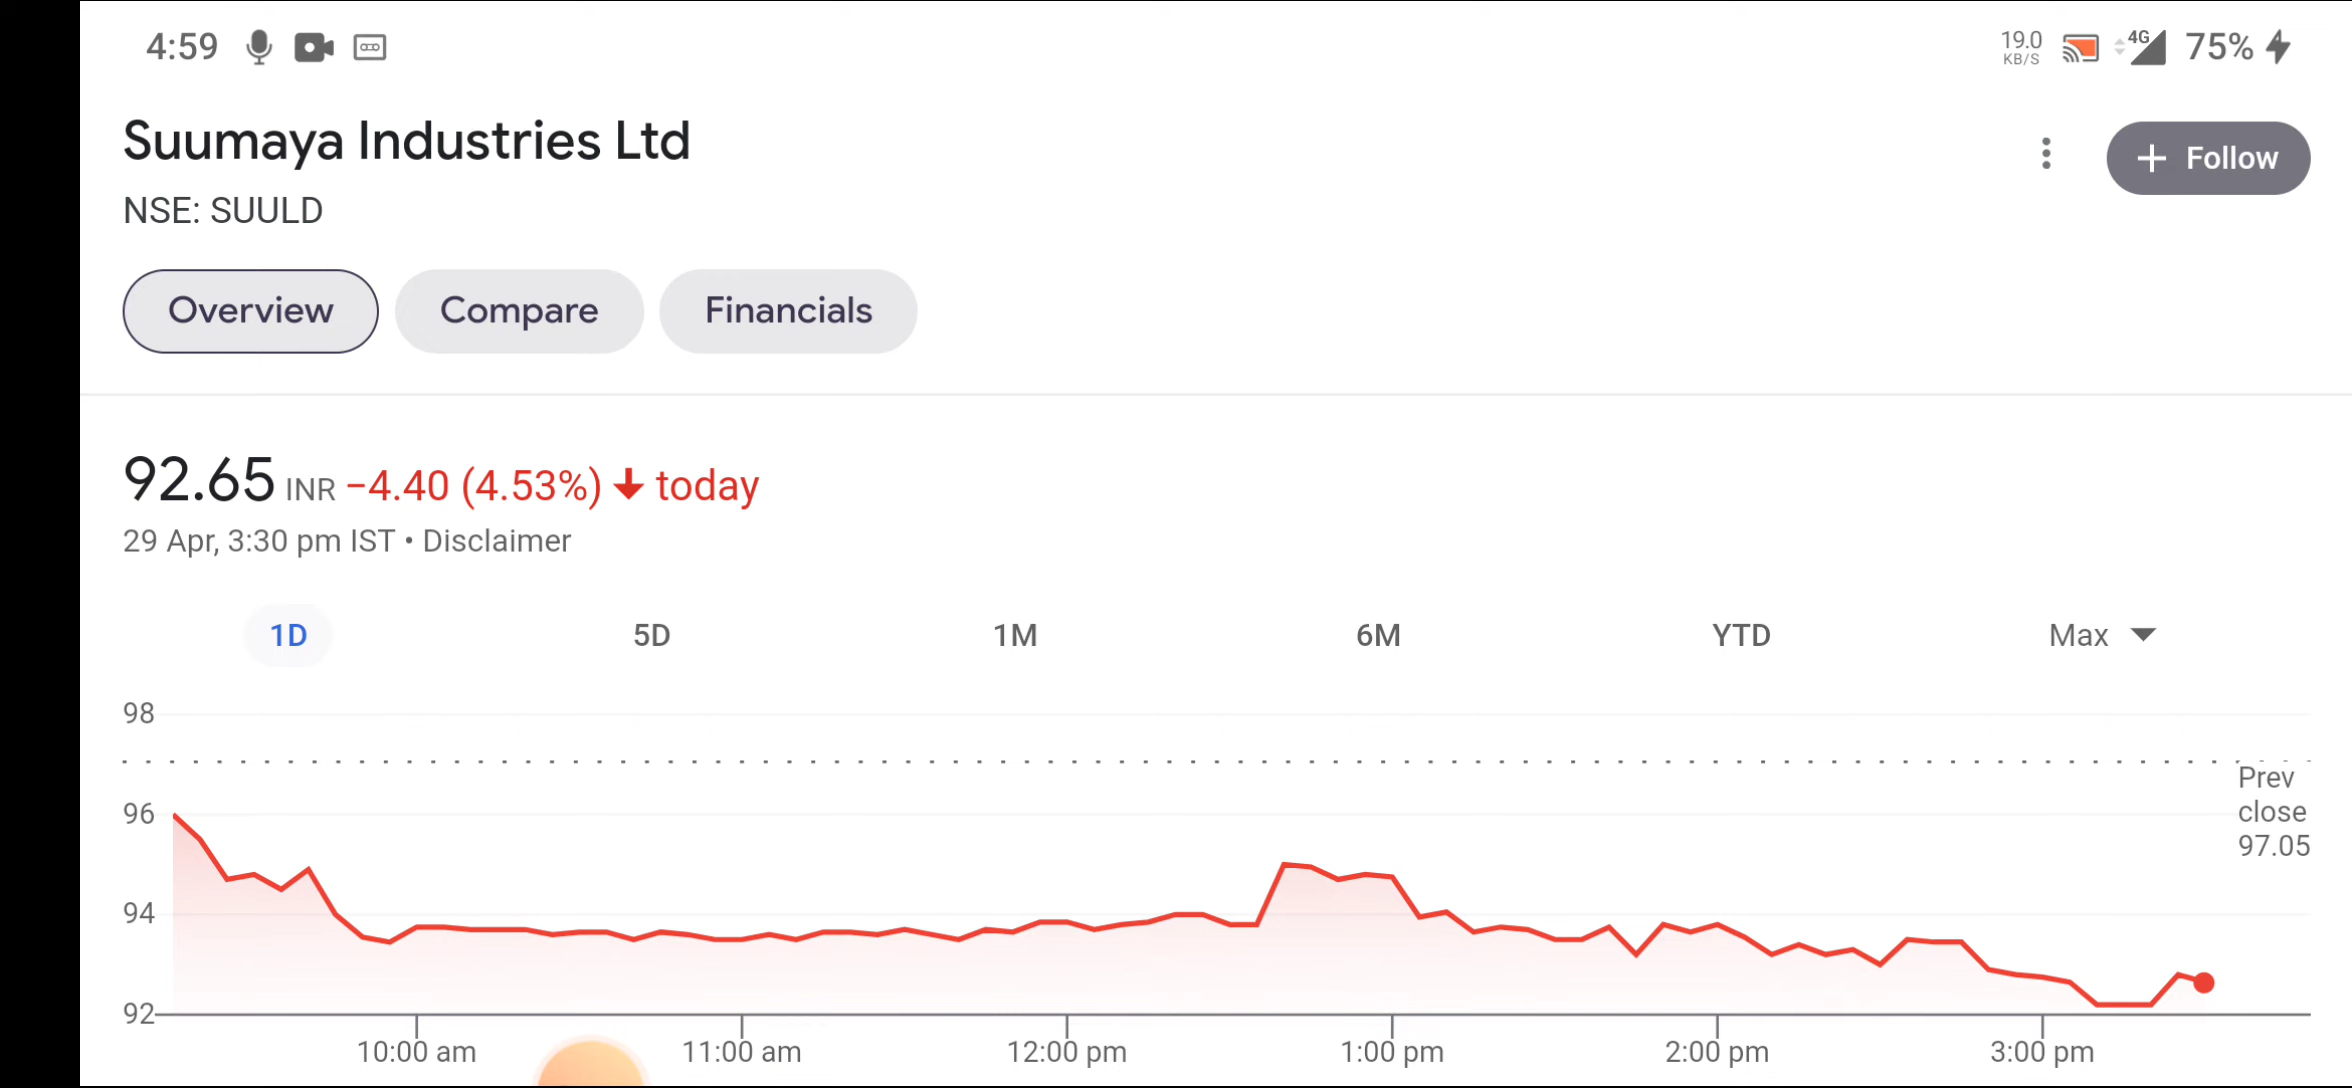 4:59
19.0 KB/S 4G 75%
Suumaya Industries Ltd
+ Follow
NSE: SUULD
Overview Compare Financials
92.65 INR −4.40 (4.53%) ↓ today
29 Apr, 3:30 pm IST • Disclaimer
1D 5D 1M 6M YTD Max
98
Prev
close
97.05
96
94
92
10:00 am 11:00 am 12:00 pm 1:00 pm 2:00 pm 3:00 pm